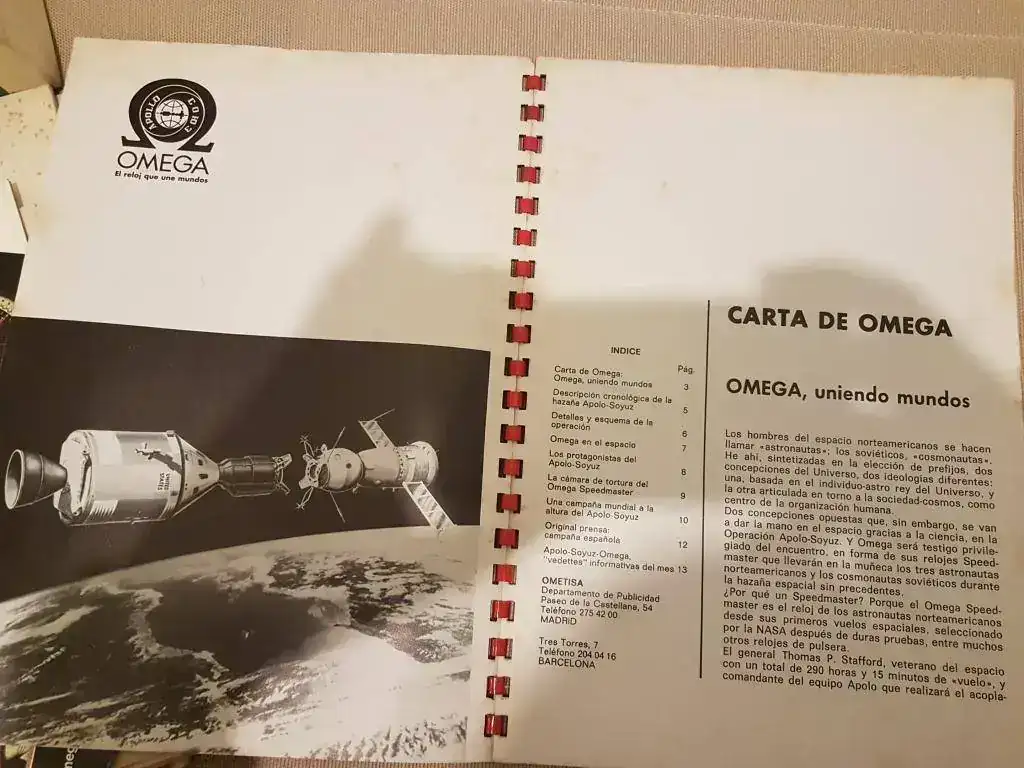 APOLLO
СОЮЗ
OMEGA
El reloj que une mundos
UNITED
STATES
INDICE
Pág.
Carta de Omega:
Omega, uniendo mundos 3
Descripción cronológica de la
hazaña Apolo-Soyuz 5
Detalles y esquema de la
operación 6
Omega en el espacio 7
Los protagonistas del
Apolo-Soyuz 8
La cámara de tortura del
Omega Speedmaster 9
Una campaña mundial a la
altura del Apolo-Soyuz 10
Original prensa:
campaña española 12
Apolo-Soyuz-Omega,
"vedettes" informativas del mes 13
OMETISA
Departamento de Publicidad
Paseo de la Castellana, 54
Teléfono 275 42 00
MADRID
Tres Torres, 7
Teléfono 204 04 16
BARCELONA
CARTA DE OMEGA
OMEGA, uniendo mundos
Los hombres del espacio norteamericanos se hacen
llamar «astronautas»; los soviéticos, «cosmonautas».
He ahí, sintetizadas en la elección de prefijos, dos
concepciones del Universo, dos ideologías diferentes:
una, basada en el individuo-astro rey del Universo, y
la otra articulada en torno a la sociedad-cosmos, como
centro de la organización humana.
Dos concepciones opuestas que, sin embargo, se van
a dar la mano en el espacio gracias a la ciencia, en la
Operación Apolo-Soyuz. Y Omega será testigo privile-
giado del encuentro, en forma de sus relojes Speed-
master que llevarán en la muñeca los tres astronautas
norteamericanos y los cosmonautas soviéticos durante
la hazaña espacial sin precedentes.
¿Por qué un Speedmaster? Porque el Omega Speed-
master es el reloj de los astronautas norteamericanos
desde sus primeros vuelos espaciales, seleccionado
por la NASA después de duras pruebas, entre muchos
otros relojes de pulsera.
El general Thomas P. Stafford, veterano del espacio
con un total de 290 horas y 15 minutos de «vuelo», y
comandante del equipo Apolo que realizará el acopla-